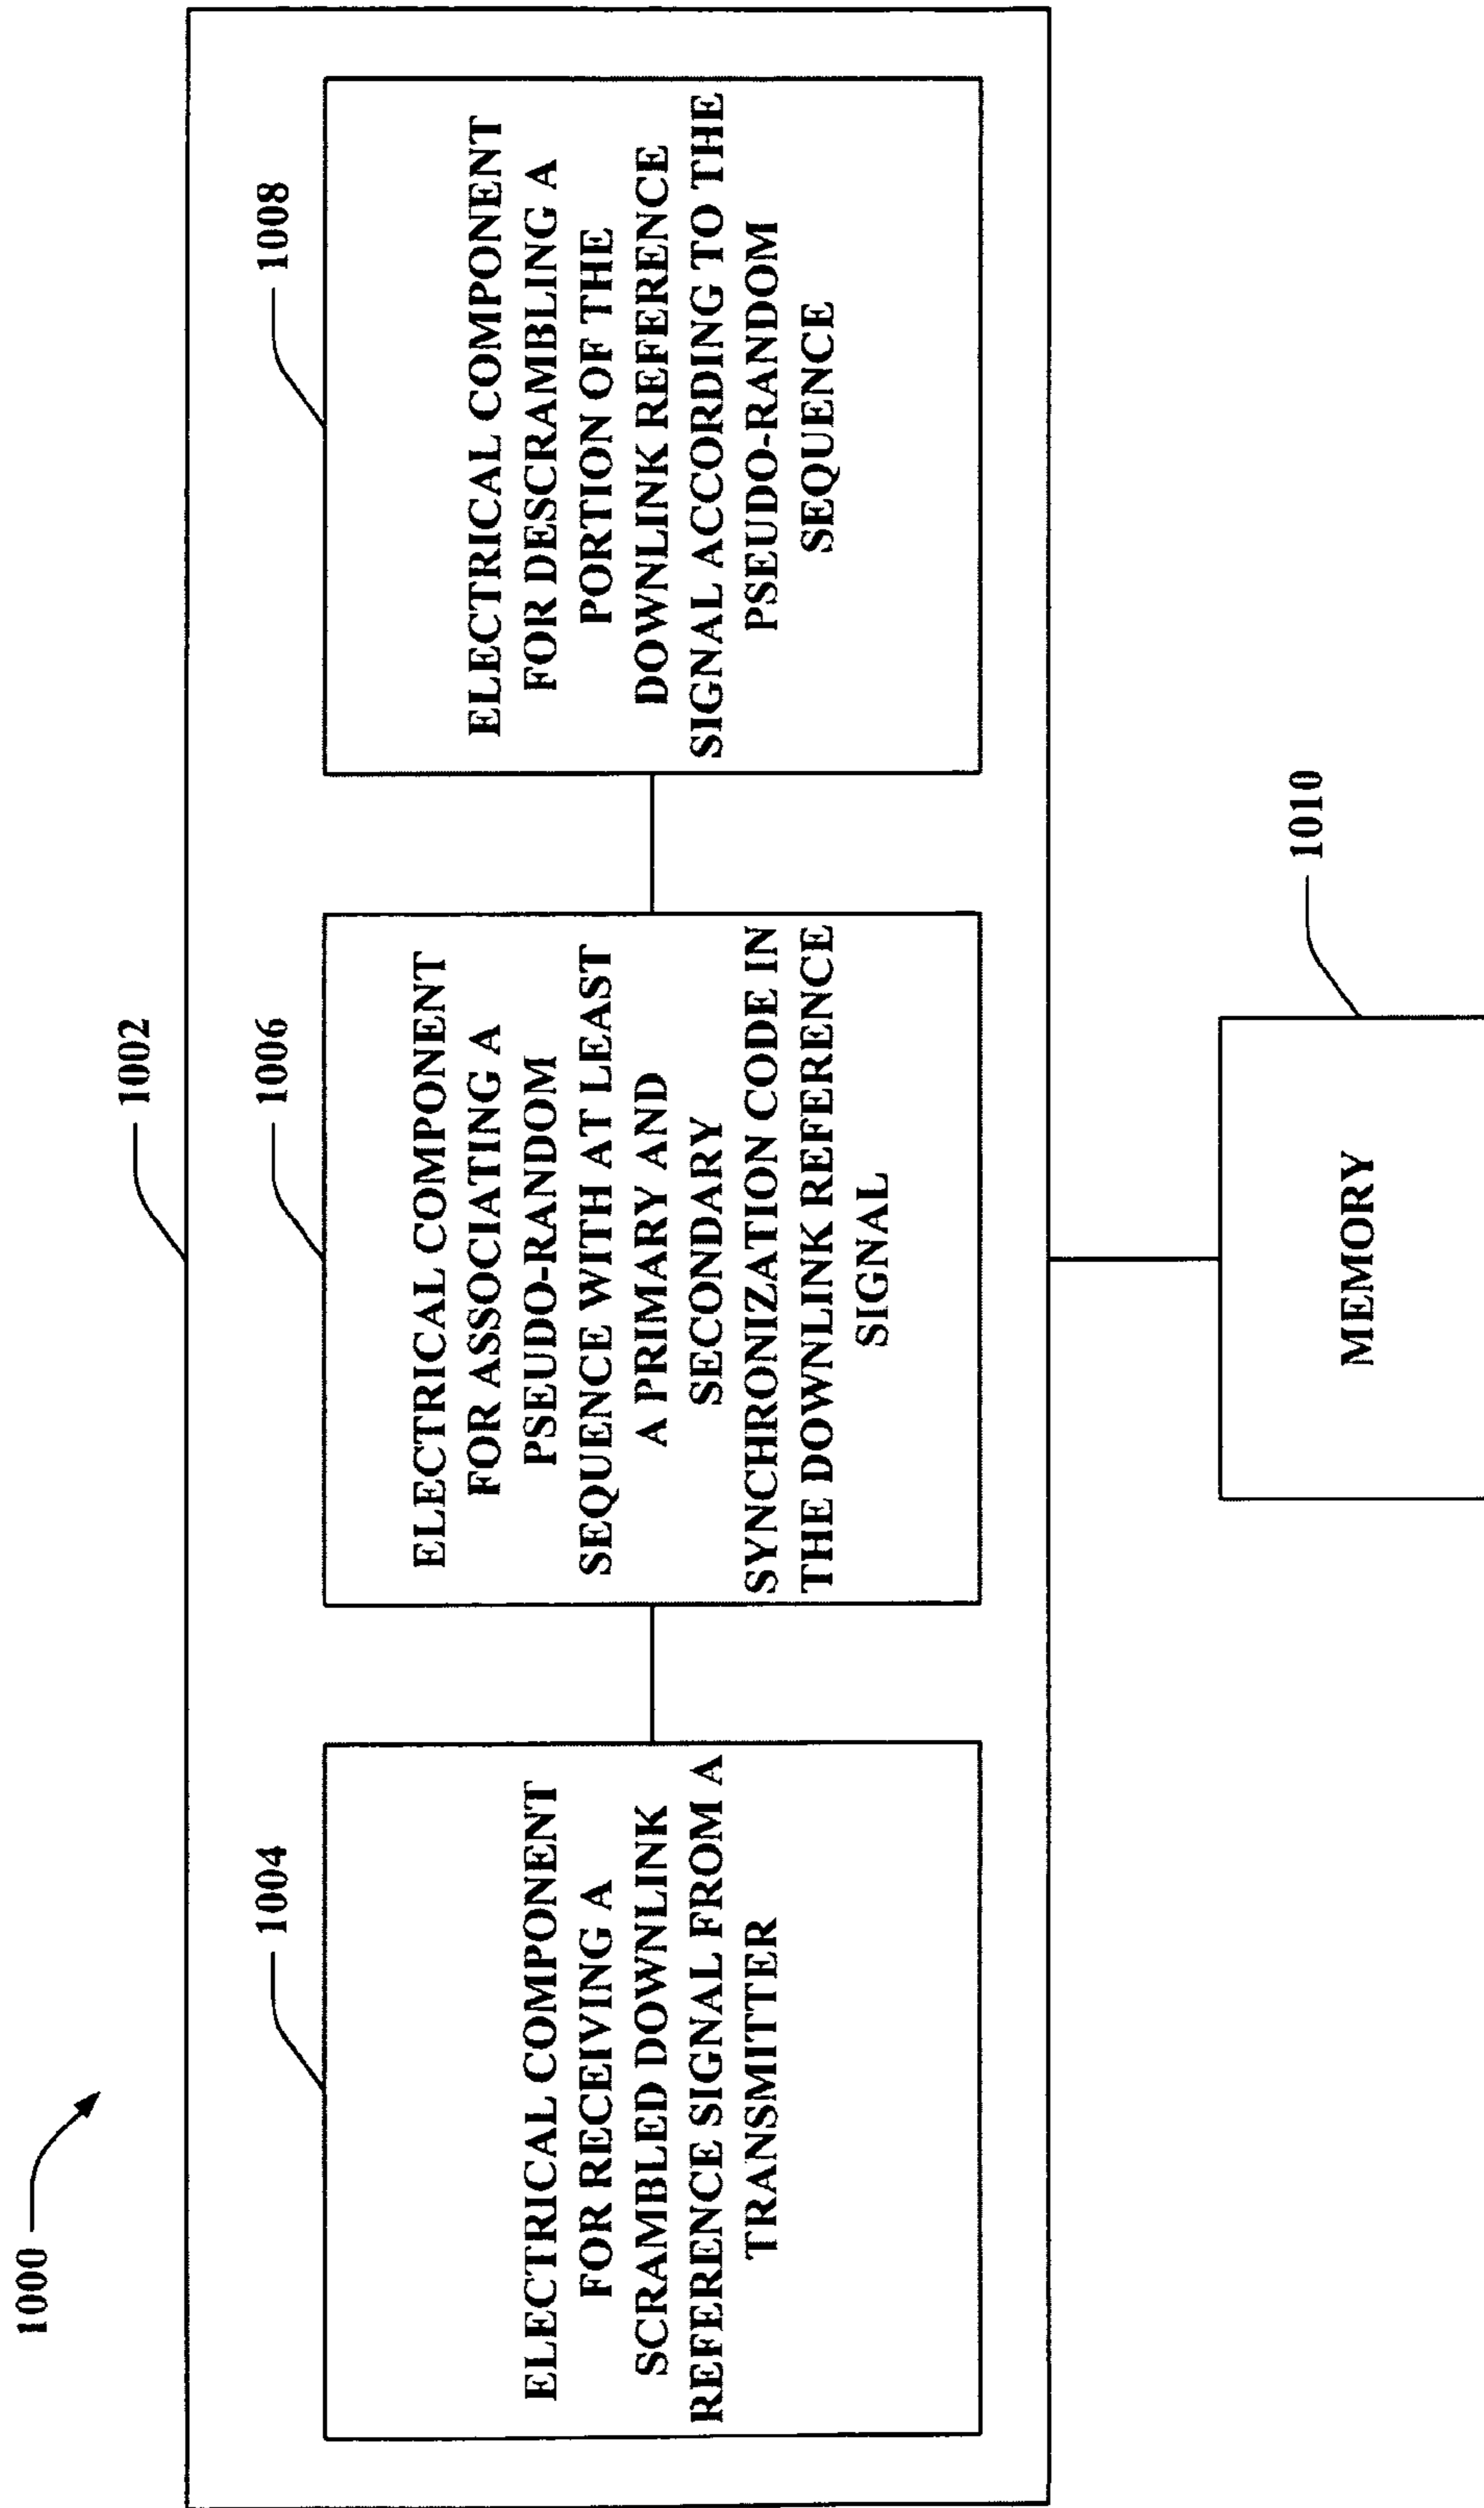 1000
1002
1004
ELECTRICAL COMPONENT
FOR RECEIVING A
SCRAMBLED DOWNLINK
REFERENCE SIGNAL FROM A
TRANSMITTER
1006
ELECTRICAL COMPONENT
FOR ASSOCIATING A
PSEUDO-RANDOM
SEQUENCE WITH AT LEAST
A PRIMARY AND
SECONDARY
SYNCHRONIZATION CODE IN
THE DOWNLINK REFERENCE
SIGNAL
1008
ELECTRICAL COMPONENT
FOR DESCRAMBLING A
PORTION OF THE
DOWNLINK REFERENCE
SIGNAL ACCORDING TO THE
PSEUDO-RANDOM
SEQUENCE
1010
MEMORY